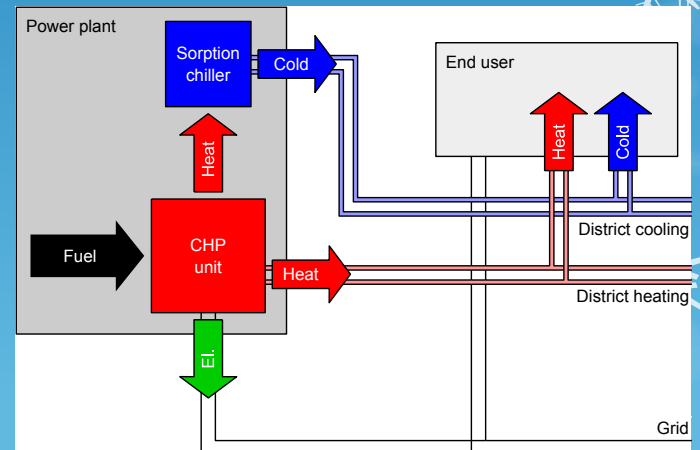 Power plant
Sorption
chiller
Cold
End user
Heat
Heat
Cold
CHP
unit
Fuel
Heat
District cooling
District heating
El.
Grid